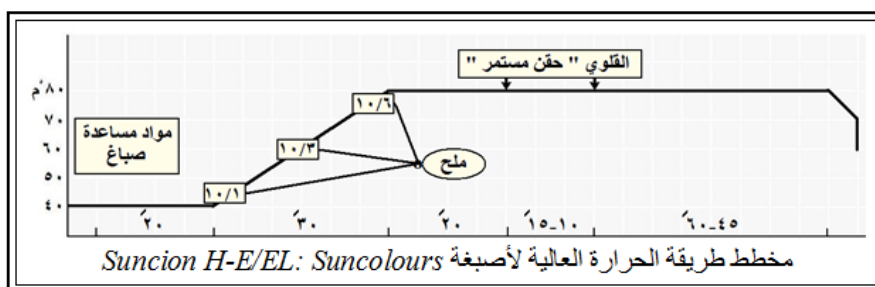 القلوي " حقن مستمر "
٨٠°م
٧٠
٦٠
٥٠
٤٠
مواد مساعدة
صباغ
١٠/١
١٠/٣
١٠/٦
ملح
٢٠َ
٣٠َ
٢٠َ
١٠-١٥َ
٤٥-٦٠َ
مخطط طريقة الحرارة العالية لأصبغة Suncion H-E/EL: Suncolours